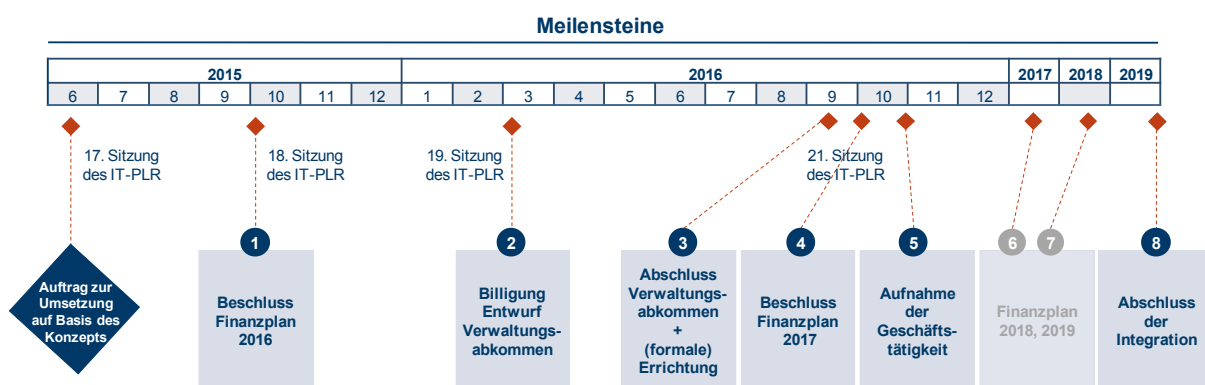 Meilensteine
2015 2016 2017 2018 2019
6 7 8 9 10 11 12 1 2 3 4 5 6 7 8 9 10 11 12
17. Sitzung
des IT-PLR
18. Sitzung
des IT-PLR
19. Sitzung
des IT-PLR
21. Sitzung
des IT-PLR
Auftrag zur
Umsetzung
auf Basis des
Konzepts
1
Beschluss
Finanzplan
2016
2
Billigung
Entwurf
Verwaltungs-
abkommen
3
Abschluss
Verwaltungs-
abkommen
+
(formale)
Errichtung
4
Beschluss
Finanzplan
2017
5
Aufnahme
der
Geschäfts-
tätigkeit
6 7
Finanzplan
2018, 2019
8
Abschluss
der
Integration